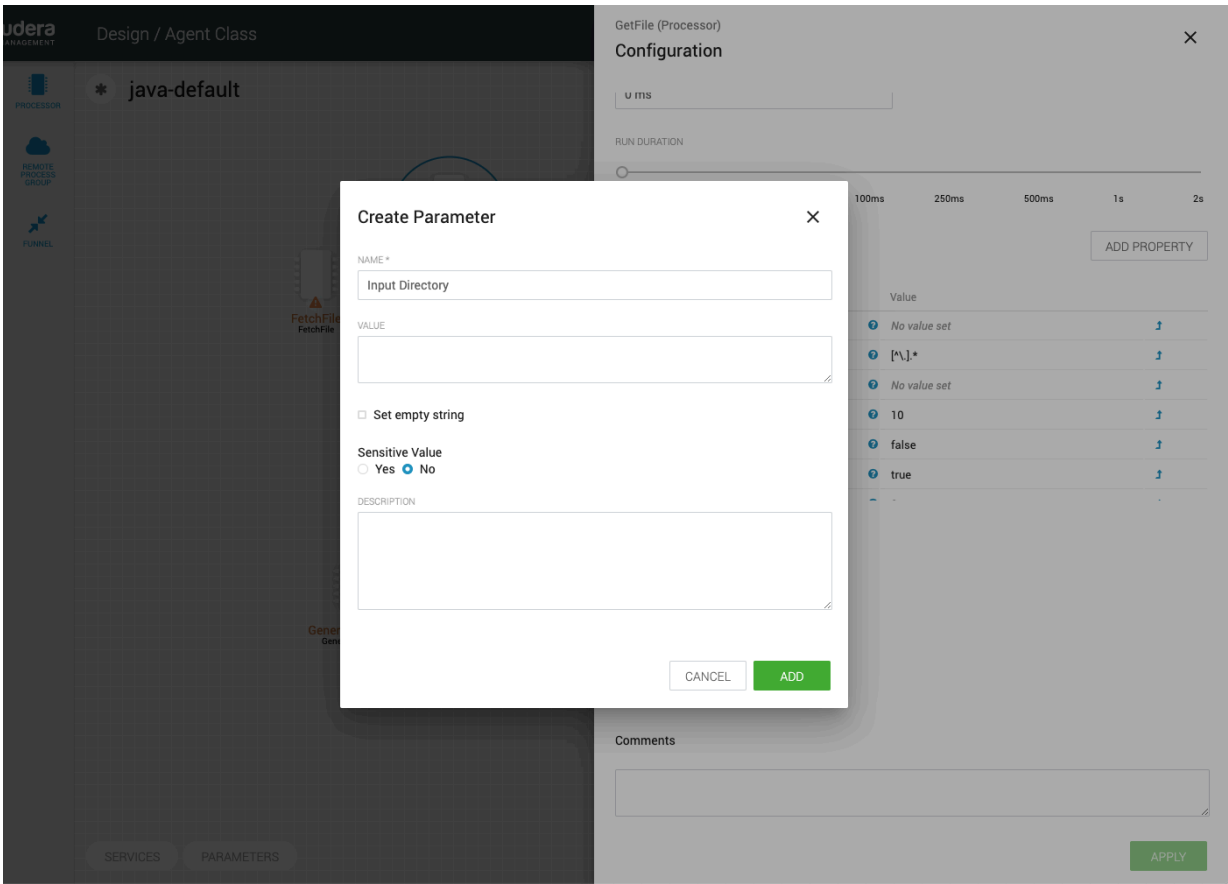 udera
MANAGEMENT
Design / Agent Class
GetFile (Processor)
Configuration
java-default
PROCESSOR
REMOTE
PROCESS
GROUP
FUNNEL
0 ms
RUN DURATION
100ms 250ms 500ms 1s 2s
ADD PROPERTY
Value
No value set
[^\.].*
No value set
10
false
true
FetchFile
FetchFile
Gener
Gene
Create Parameter
NAME *
Input Directory
VALUE
Set empty string
Sensitive Value
Yes No
DESCRIPTION
CANCEL ADD
Comments
SERVICES PARAMETERS
APPLY